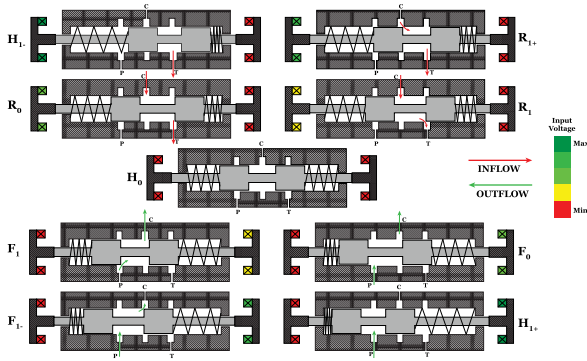 C
H1-
P T
C
R1+
P T
C
R0
P T
C
R1
P T
Input
Voltage
Max
Min
INFLOW
OUTFLOW
C
H0
P T
C
F1
P T
C
F0
P T
C
F1-
P T
C
H1+
P T